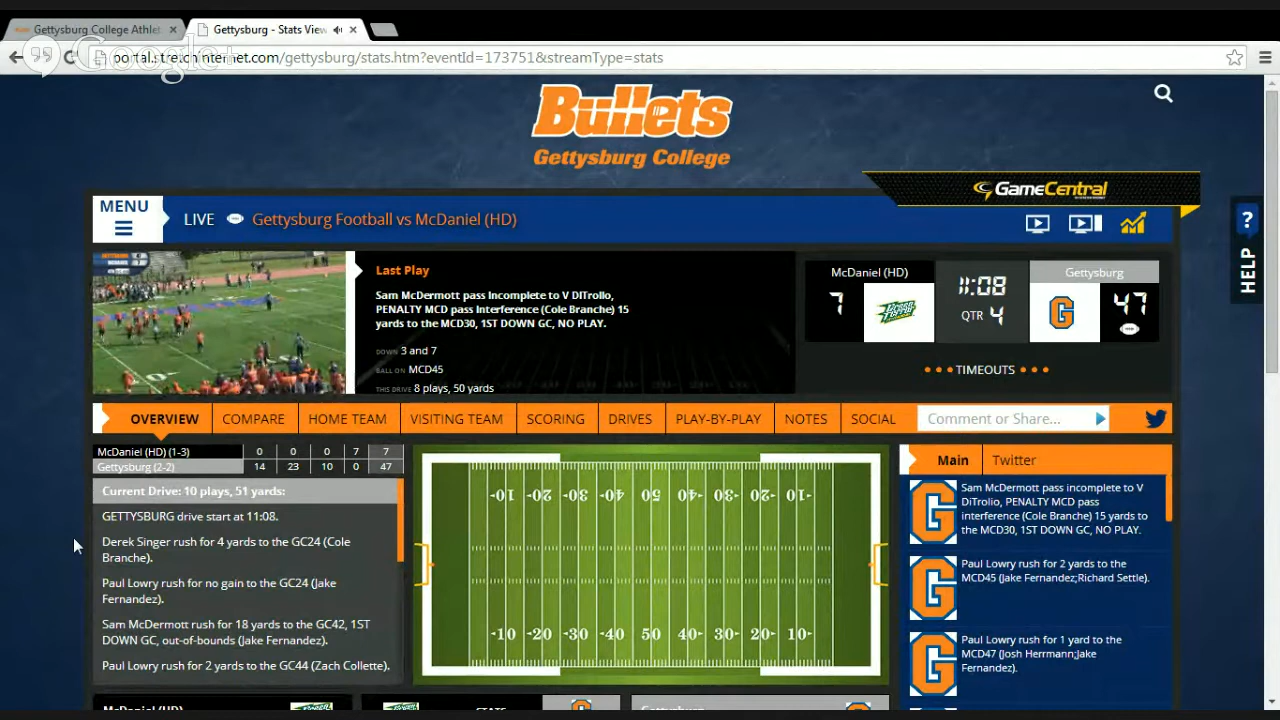 Gettysburg College Athlet
Gettysburg - Stats View
Google+
portal.stretchinternet.com/gettysburg/stats.htm?eventId=173751&streamType=stats
Bullets
Gettysburg College
GameCentral
MENU
LIVE Gettysburg Football vs McDaniel (HD)
?
HELP
Last Play
Sam McDermott pass incomplete to V DiTrollo,
PENALTY MCD pass interference (Cole Branche) 15
yards to the MCD30, 1ST DOWN GC, NO PLAY.
DOWN 3 and 7
BALL ON MCD45
THIS DRIVE 8 plays, 50 yards
McDaniel (HD)
Gettysburg
7
Green Terror
11:08
QTR 4
G
47
TIMEOUTS
OVERVIEW COMPARE HOME TEAM VISITING TEAM SCORING DRIVES PLAY-BY-PLAY NOTES SOCIAL Comment or Share...
McDaniel (HD) (1-3) 0 0 0 7 7
Gettysburg (2-2) 14 23 10 0 47
Current Drive: 10 plays, 51 yards:
GETTYSBURG drive start at 11:08.
Derek Singer rush for 4 yards to the GC24 (Cole
Branche).
Paul Lowry rush for no gain to the GC24 (Jake
Fernandez).
Sam McDermott rush for 18 yards to the GC42, 1ST
DOWN GC, out-of-bounds (Jake Fernandez).
Paul Lowry rush for 2 yards to the GC44 (Zach Collette).
10 20 30 40 50 40 30 20 10
10 20 30 40 50 40 30 20 10
Main Twitter
G
Sam McDermott pass incomplete to V
DiTrolio, PENALTY MCD pass
interference (Cole Branche) 15 yards to
the MCD30, 1ST DOWN GC, NO PLAY.
G
Paul Lowry rush for 2 yards to the
MCD45 (Jake Fernandez;Richard Settle).
G
Paul Lowry rush for 1 yard to the
MCD47 (Josh Herrmann;Jake
Fernandez).
McDaniel (HD)
STATS
Gettysburg